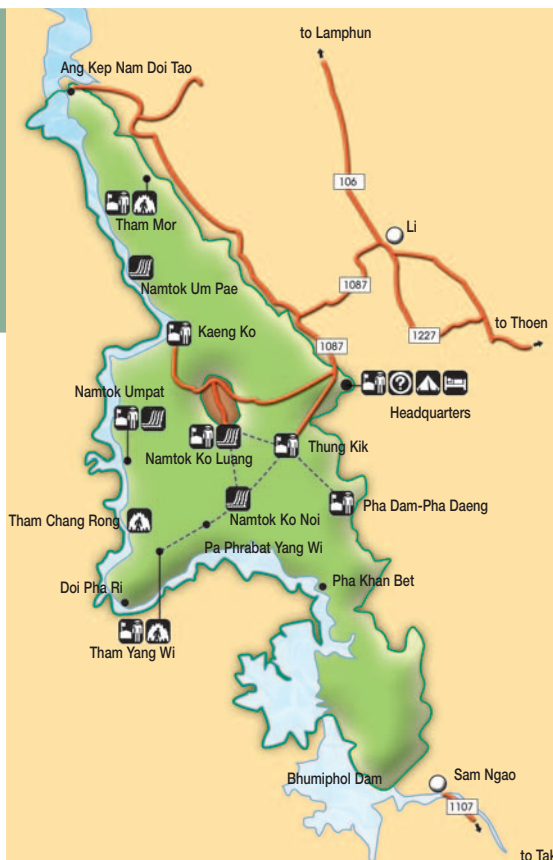 to Lamphun
Ang Kep Nam Doi Tao
106
Tham Mor
Li
Namtok Um Pae
1087
to Thoen
Kaeng Ko
1087
1227
Namtok Umpat
?
Headquarters
Namtok Ko Luang
Thung Kik
Tham Chang Rong
Namtok Ko Noi
Pha Dam-Pha Daeng
Pa Phrabat Yang Wi
Doi Pha Ri
Pha Khan Bet
Tham Yang Wi
Bhumiphol Dam
Sam Ngao
1107
to Tak